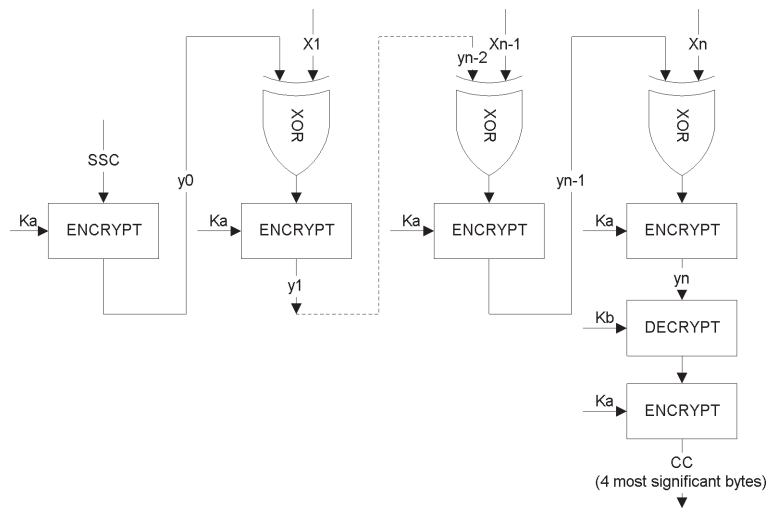 X1
yn-2
Xn-1
Xn
XOR
XOR
XOR
SSC
y0
yn-1
Ka
ENCRYPT
Ka
ENCRYPT
Ka
ENCRYPT
Ka
ENCRYPT
y1
yn
Kb
DECRYPT
Ka
ENCRYPT
CC
(4 most significant bytes)